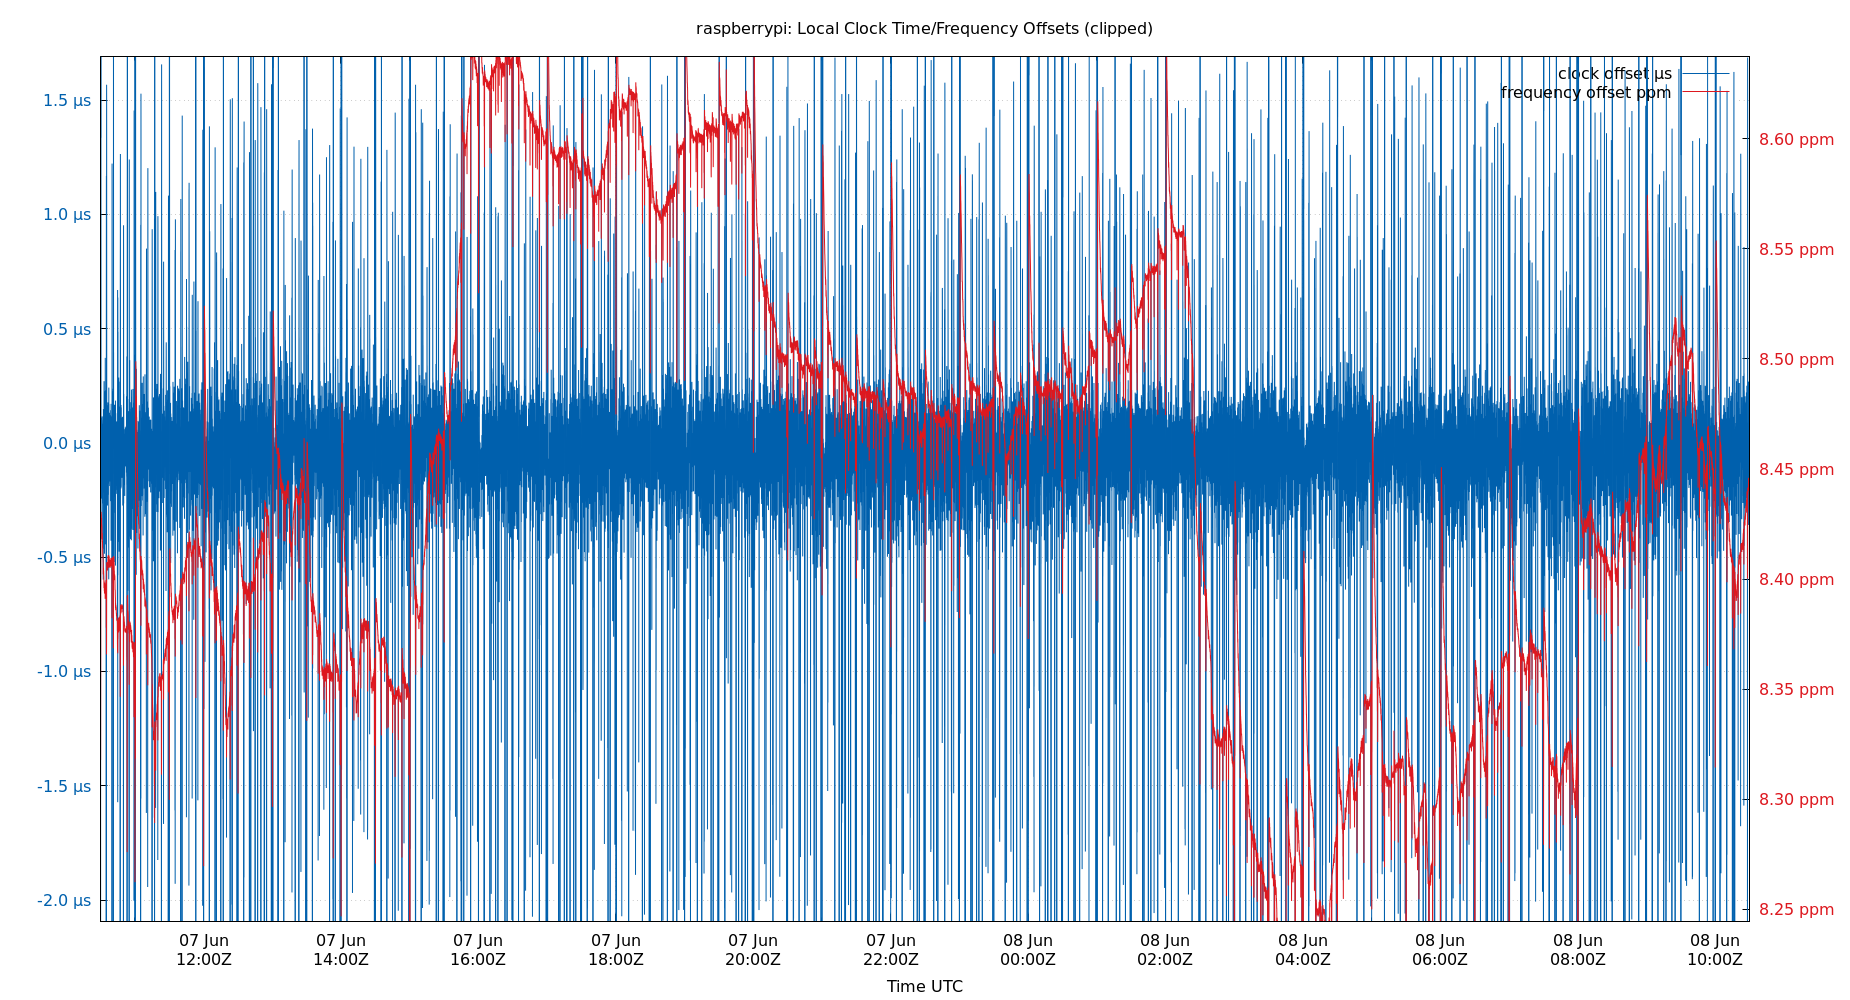 raspberrypi: Local Clock Time/Frequency Offsets (clipped)
clock offset µs
frequency offset ppm
1.5 µs
1.0 µs
0.5 µs
0.0 µs
-0.5 µs
-1.0 µs
-1.5 µs
-2.0 µs
8.60 ppm
8.55 ppm
8.50 ppm
8.45 ppm
8.40 ppm
8.35 ppm
8.30 ppm
8.25 ppm
07 Jun 07 Jun 07 Jun 07 Jun 07 Jun 07 Jun 08 Jun 08 Jun 08 Jun 08 Jun 08 Jun 08 Jun
12:00Z 14:00Z 16:00Z 18:00Z 20:00Z 22:00Z 00:00Z 02:00Z 04:00Z 06:00Z 08:00Z 10:00Z
Time UTC